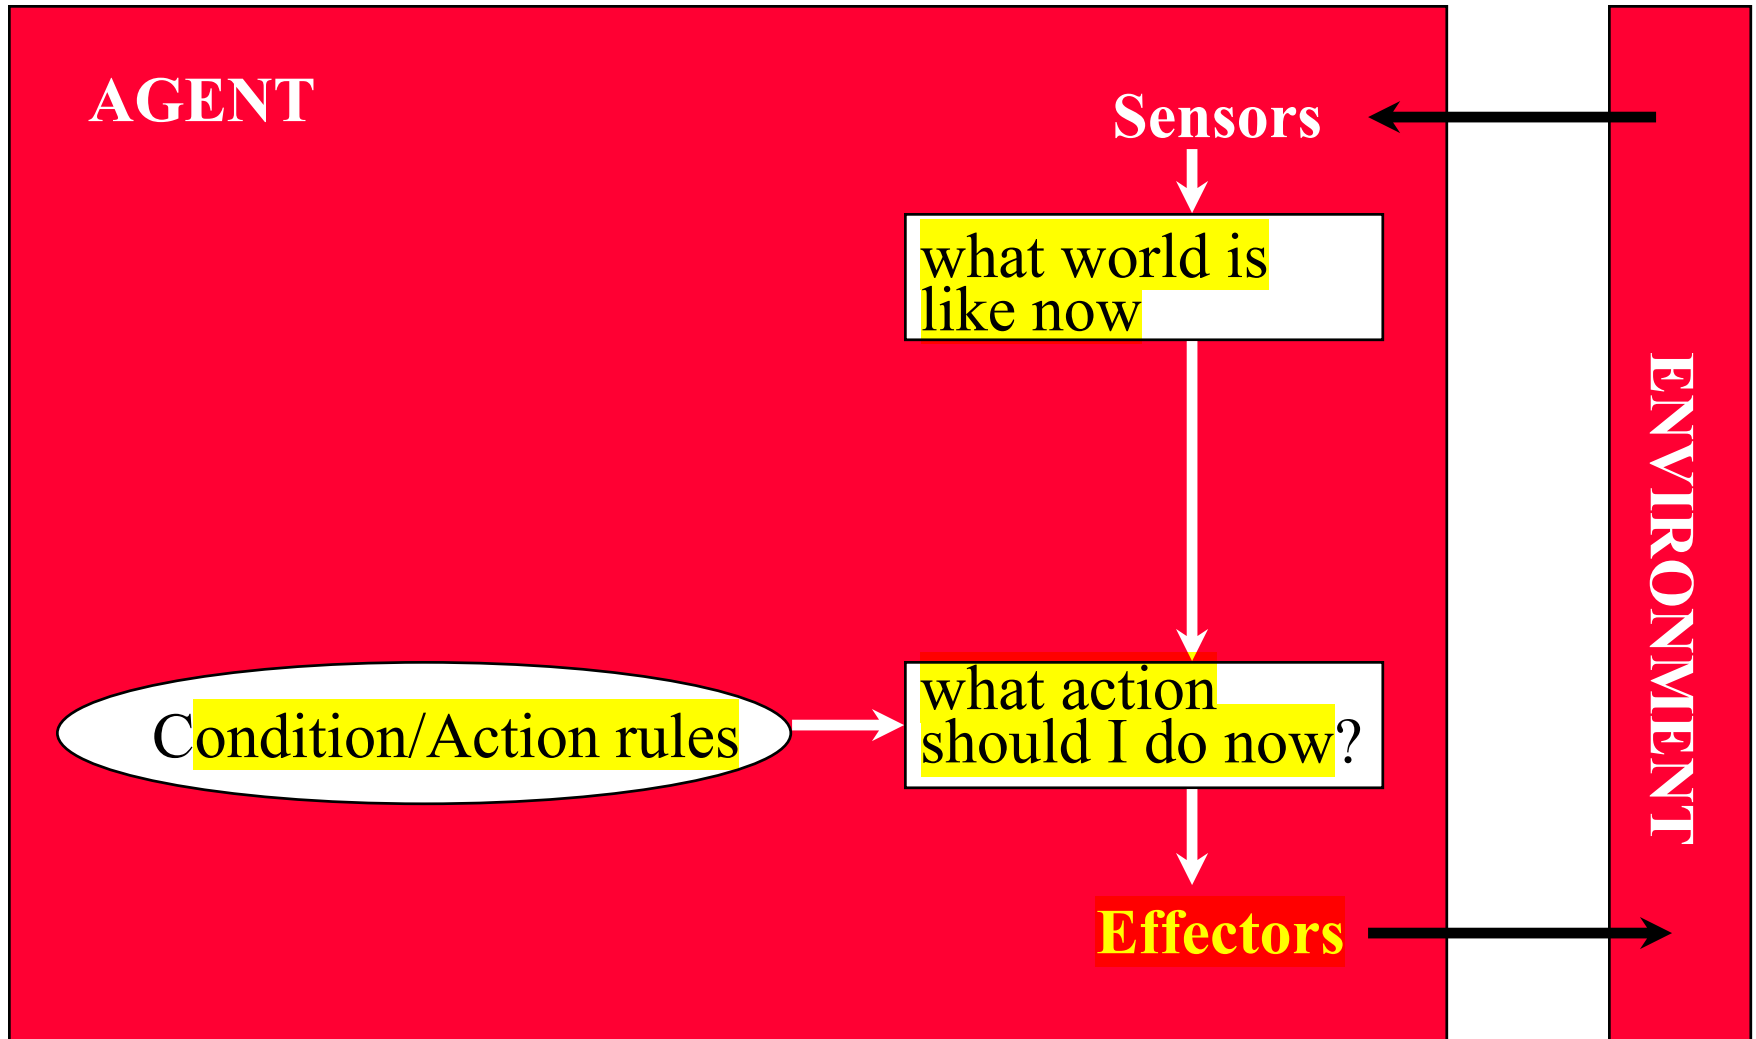 AGENT
Sensors
what world is
like now
ENVIRONMENT
Condition/Action rules
what action
should I do now?
Effectors